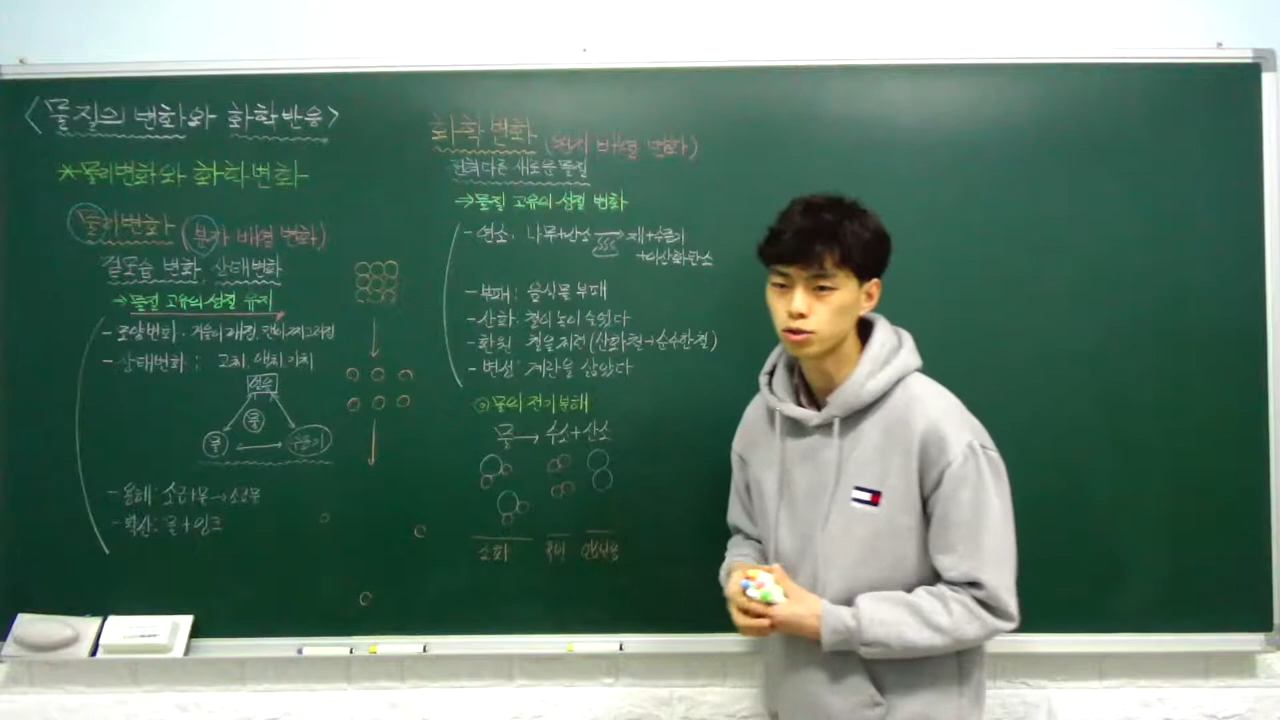 <물질의 변화와 화학반응>
*물리변화와 화학변화
물리변화 (분자 배열 변화)
겉모습 변화, 상태변화
→물질 고유의 성질 유지
- 모양변화: 거울이 깨짐, 찌그러짐
- 상태변화: 고체, 액체, 기체
얼음
물
물
수증기
- 용해: 소금+물→소금물
- 확산: 물+잉크
화학변화 (원자 배열 변화)
전혀 다른 새로운 물질
→물질 고유의 성질 변화
- 연소: 나무+산소 → 재+수증기
+이산화탄소
- 부패: 음식물 부패
- 산화: 철이 녹이 슬었다
- 환원: 철을 제련 (산화철→순수한 철)
- 변성: 계란을 삶았다
물의 전기분해
물→수소+산소
소화